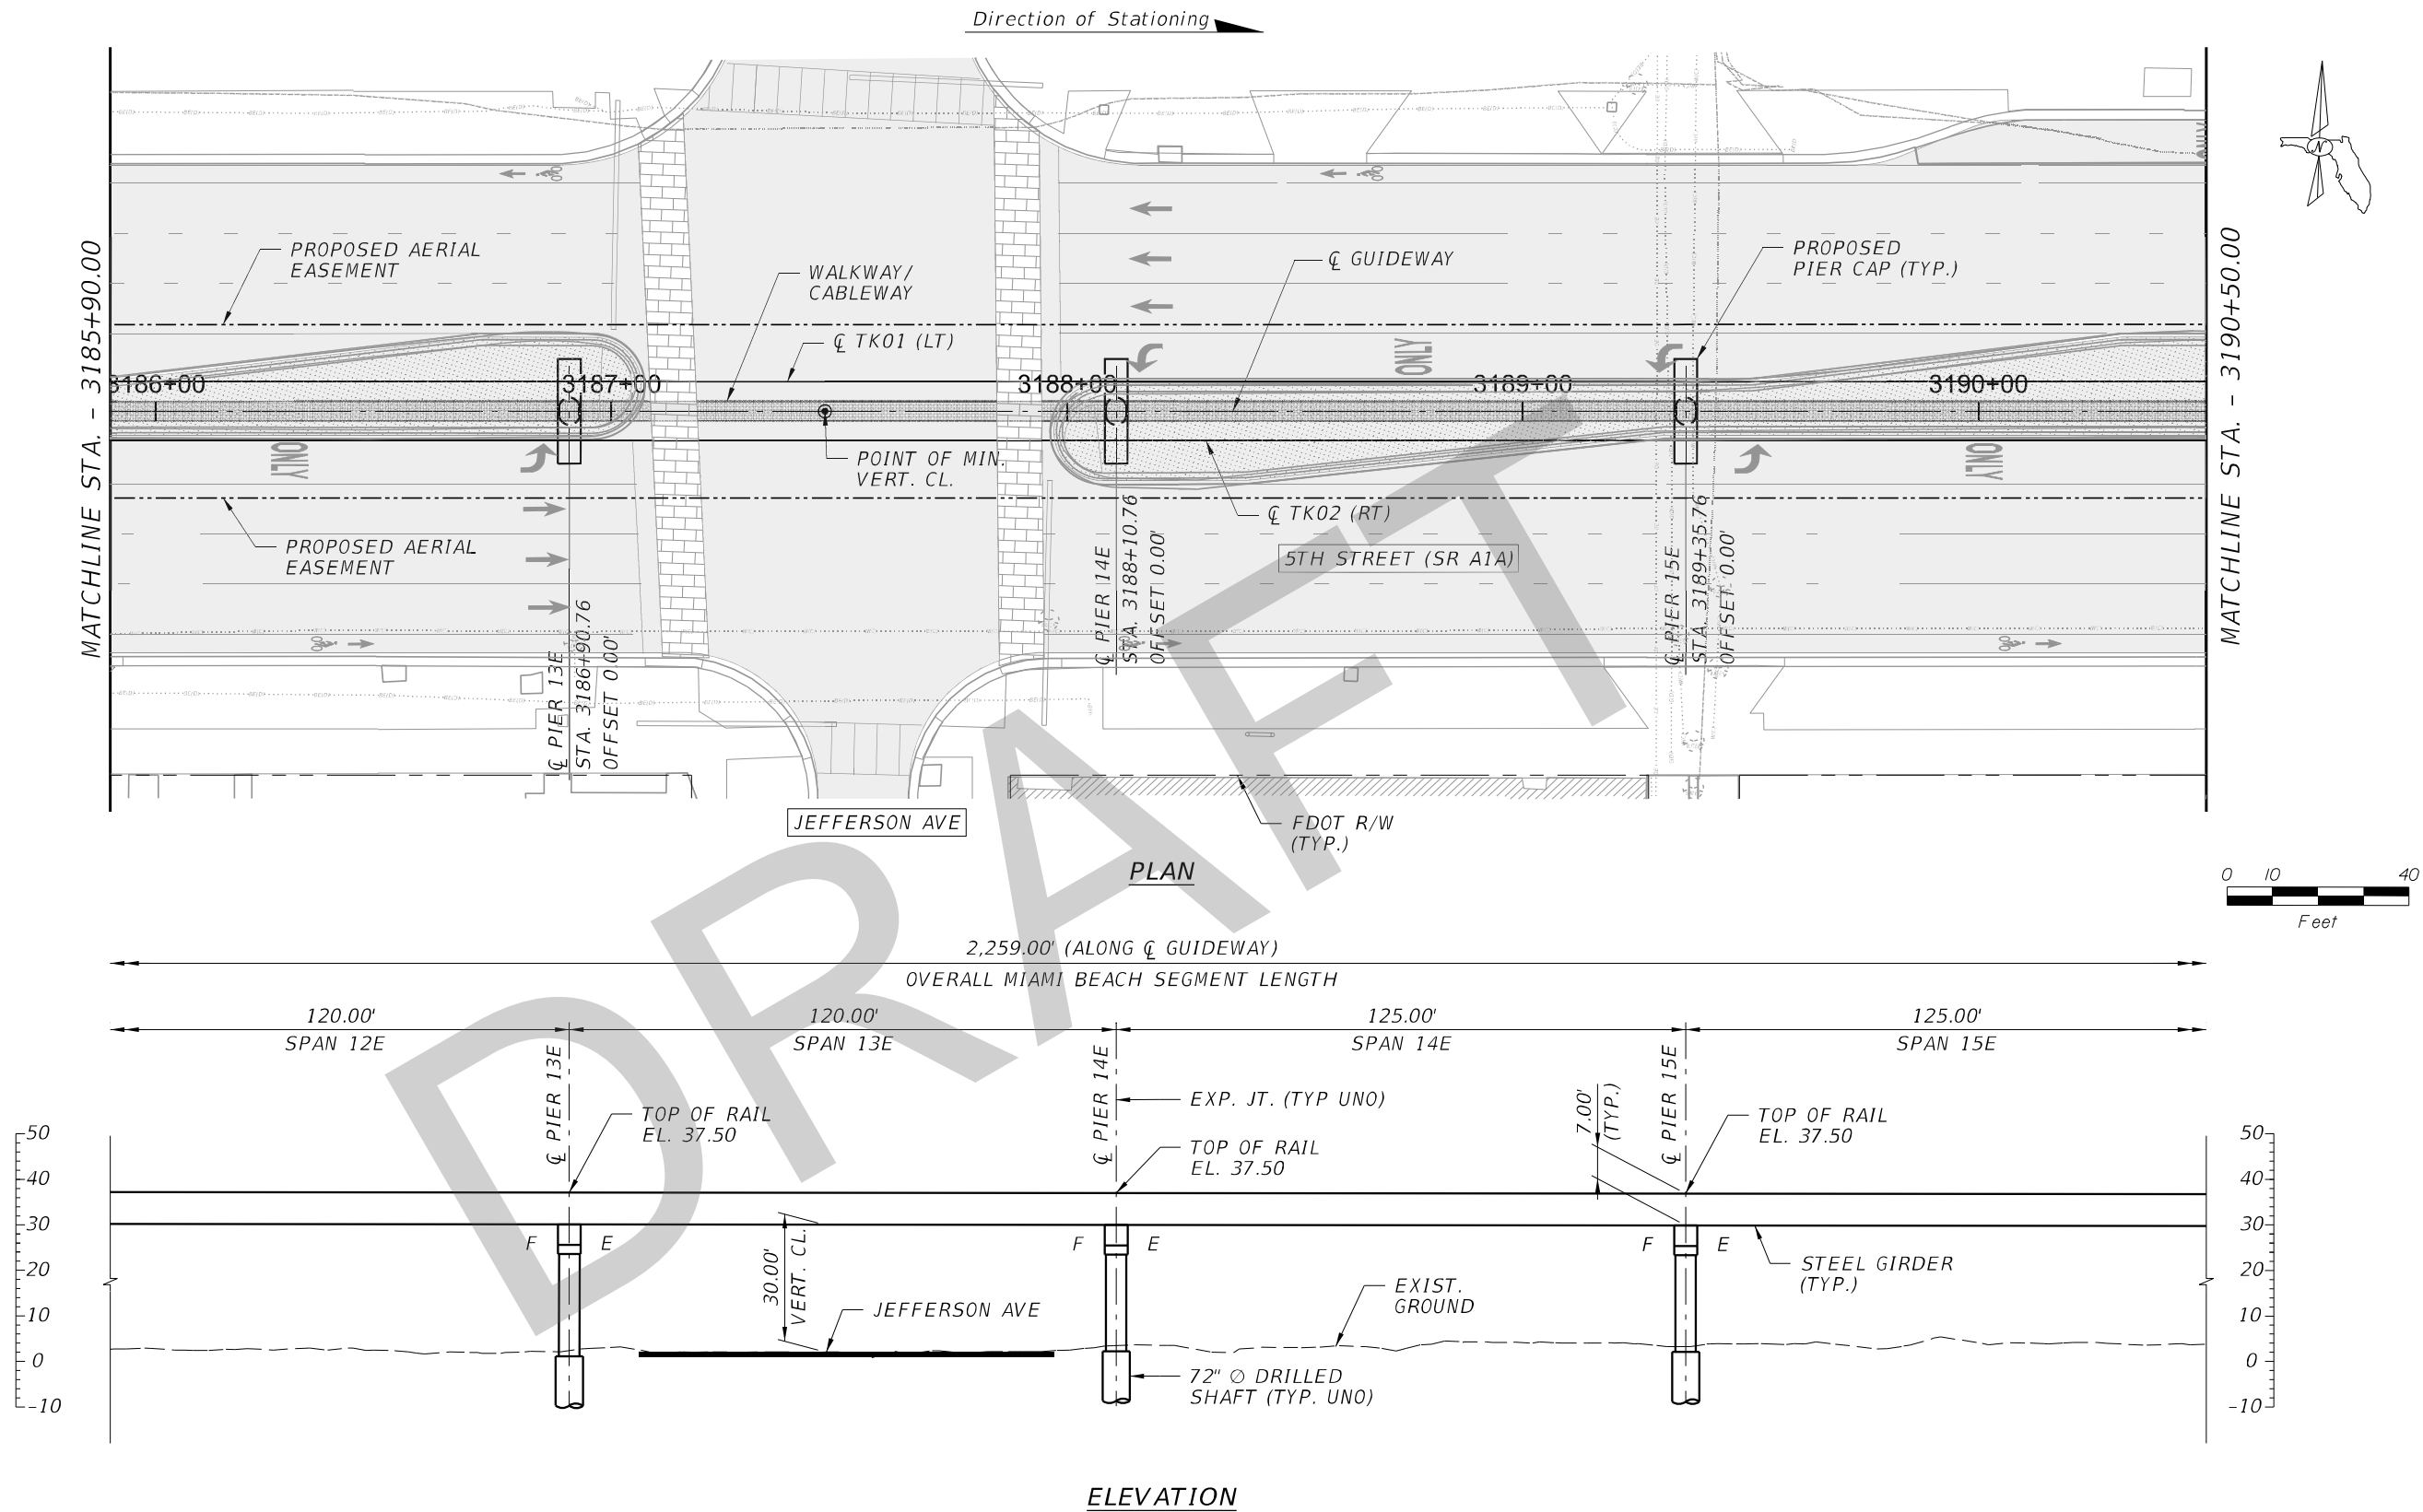 Direction of Stationing
MATCHLINE STA. - 3185+90.00
MATCHLINE STA. - 3190+50.00
N
PROPOSED AERIAL
EASEMENT
WALKWAY/
CABLEWAY
℄ GUIDEWAY
PROPOSED
PIER CAP (TYP.)
℄ TK01 (LT)
ONLY
3186+00
3187+00
3188+00
3189+00
3190+00
ONLY
ONLY
POINT OF MIN.
VERT. CL.
℄ TK02 (RT)
PROPOSED AERIAL
EASEMENT
5TH STREET (SR A1A)
℄ PIER 13E
STA. 3186+90.76
OFFSET 0.00'
℄ PIER 14E
STA. 3188+10.76
OFFSET 0.00'
℄ PIER 15E
STA. 3189+35.76
OFFSET 0.00'
JEFFERSON AVE
FDOT R/W
(TYP.)
PLAN
0 10 40
Feet
DRAFT
2,259.00' (ALONG ℄ GUIDEWAY)
OVERALL MIAMI BEACH SEGMENT LENGTH
120.00'
SPAN 12E
120.00'
SPAN 13E
125.00'
SPAN 14E
125.00'
SPAN 15E
℄ PIER 13E
℄ PIER 14E
℄ PIER 15E
EXP. JT. (TYP UNO)
7.00'
(TYP.)
TOP OF RAIL
EL. 37.50
TOP OF RAIL
EL. 37.50
TOP OF RAIL
EL. 37.50
50
40
30
20
10
0
-10
50
40
30
20
10
0
-10
F E
F E
F E
30.00'
VERT. CL.
STEEL GIRDER
(TYP.)
JEFFERSON AVE
EXIST.
GROUND
72" ∅ DRILLED
SHAFT (TYP. UNO)
ELEVATION